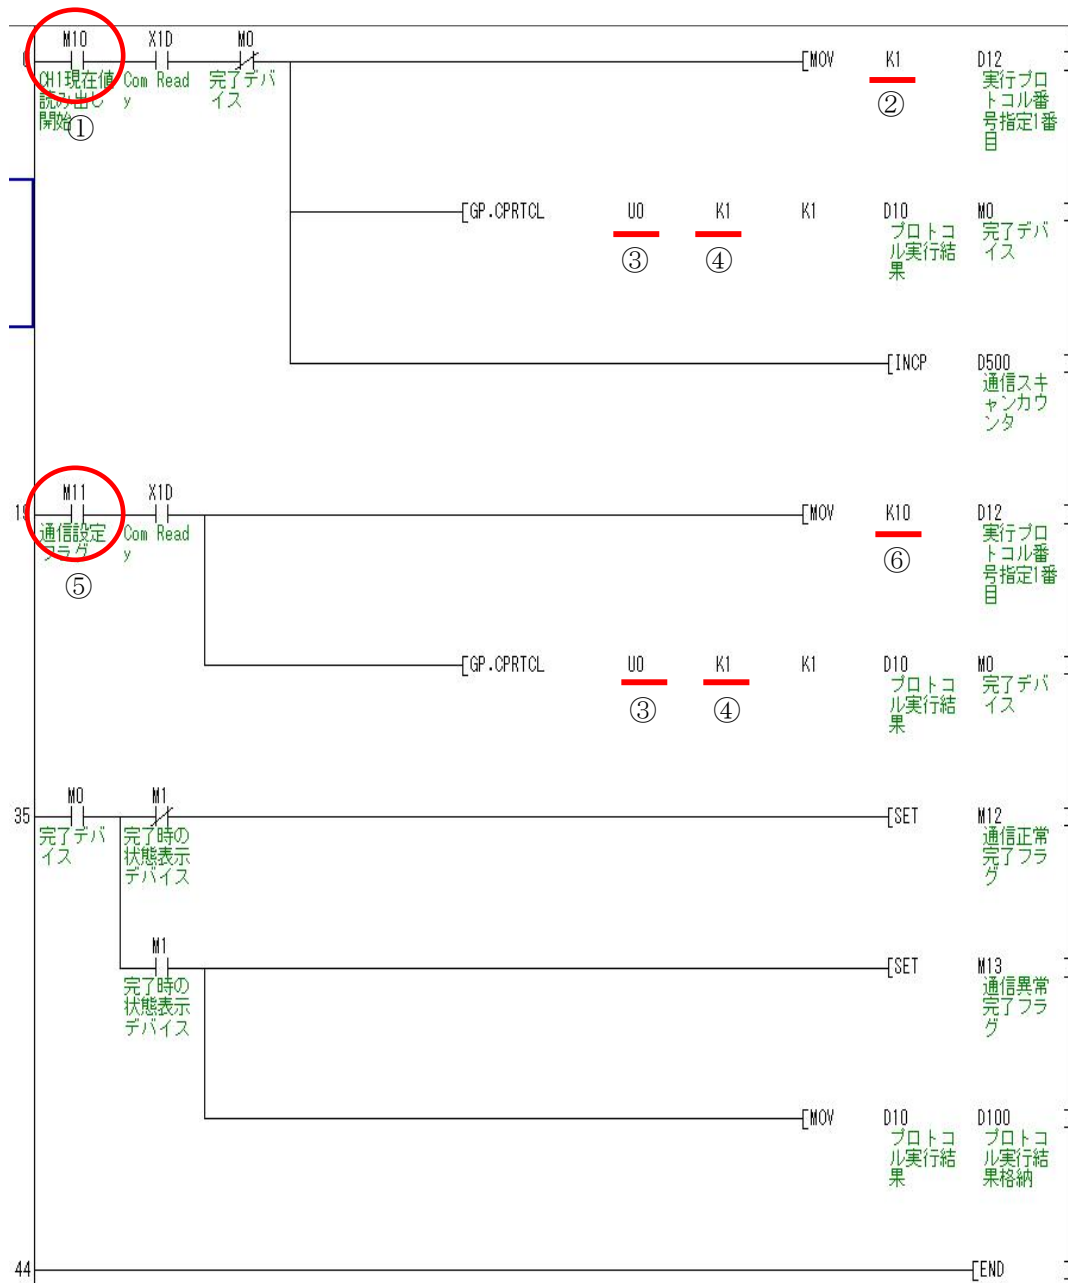 M10 X1D M0
0 [MOV K1 D12 ]
CH1現在値 Com Read 完了デバ 実行プロ
読み出し y イス トコル番
開始 号指定1番
目
①
②
[GP.CPRTCL U0 K1 K1 D10 M0 ]
プロトコ 完了デバ
ル実行結 イス
果
③ ④
[INCP D500 ]
通信スキ
ャンカウ
ンタ
M11 X1D
19 [MOV K10 D12 ]
通信設定 Com Read 実行プロ
フラグ y トコル番
号指定1番
目
⑤ ⑥
[GP.CPRTCL U0 K1 K1 D10 M0 ]
プロトコ 完了デバ
ル実行結 イス
果
③ ④
M0 M1
35 [SET M12 ]
完了デバ 完了時の 通信正常
イス 状態表示 完了フラ
デバイス グ
M1
[SET M13 ]
完了時の 通信異常
状態表示 完了フラ
デバイス グ
[MOV D10 D100 ]
プロトコ プロトコ
ル実行結 ル実行結
果 果格納
44 [END ]